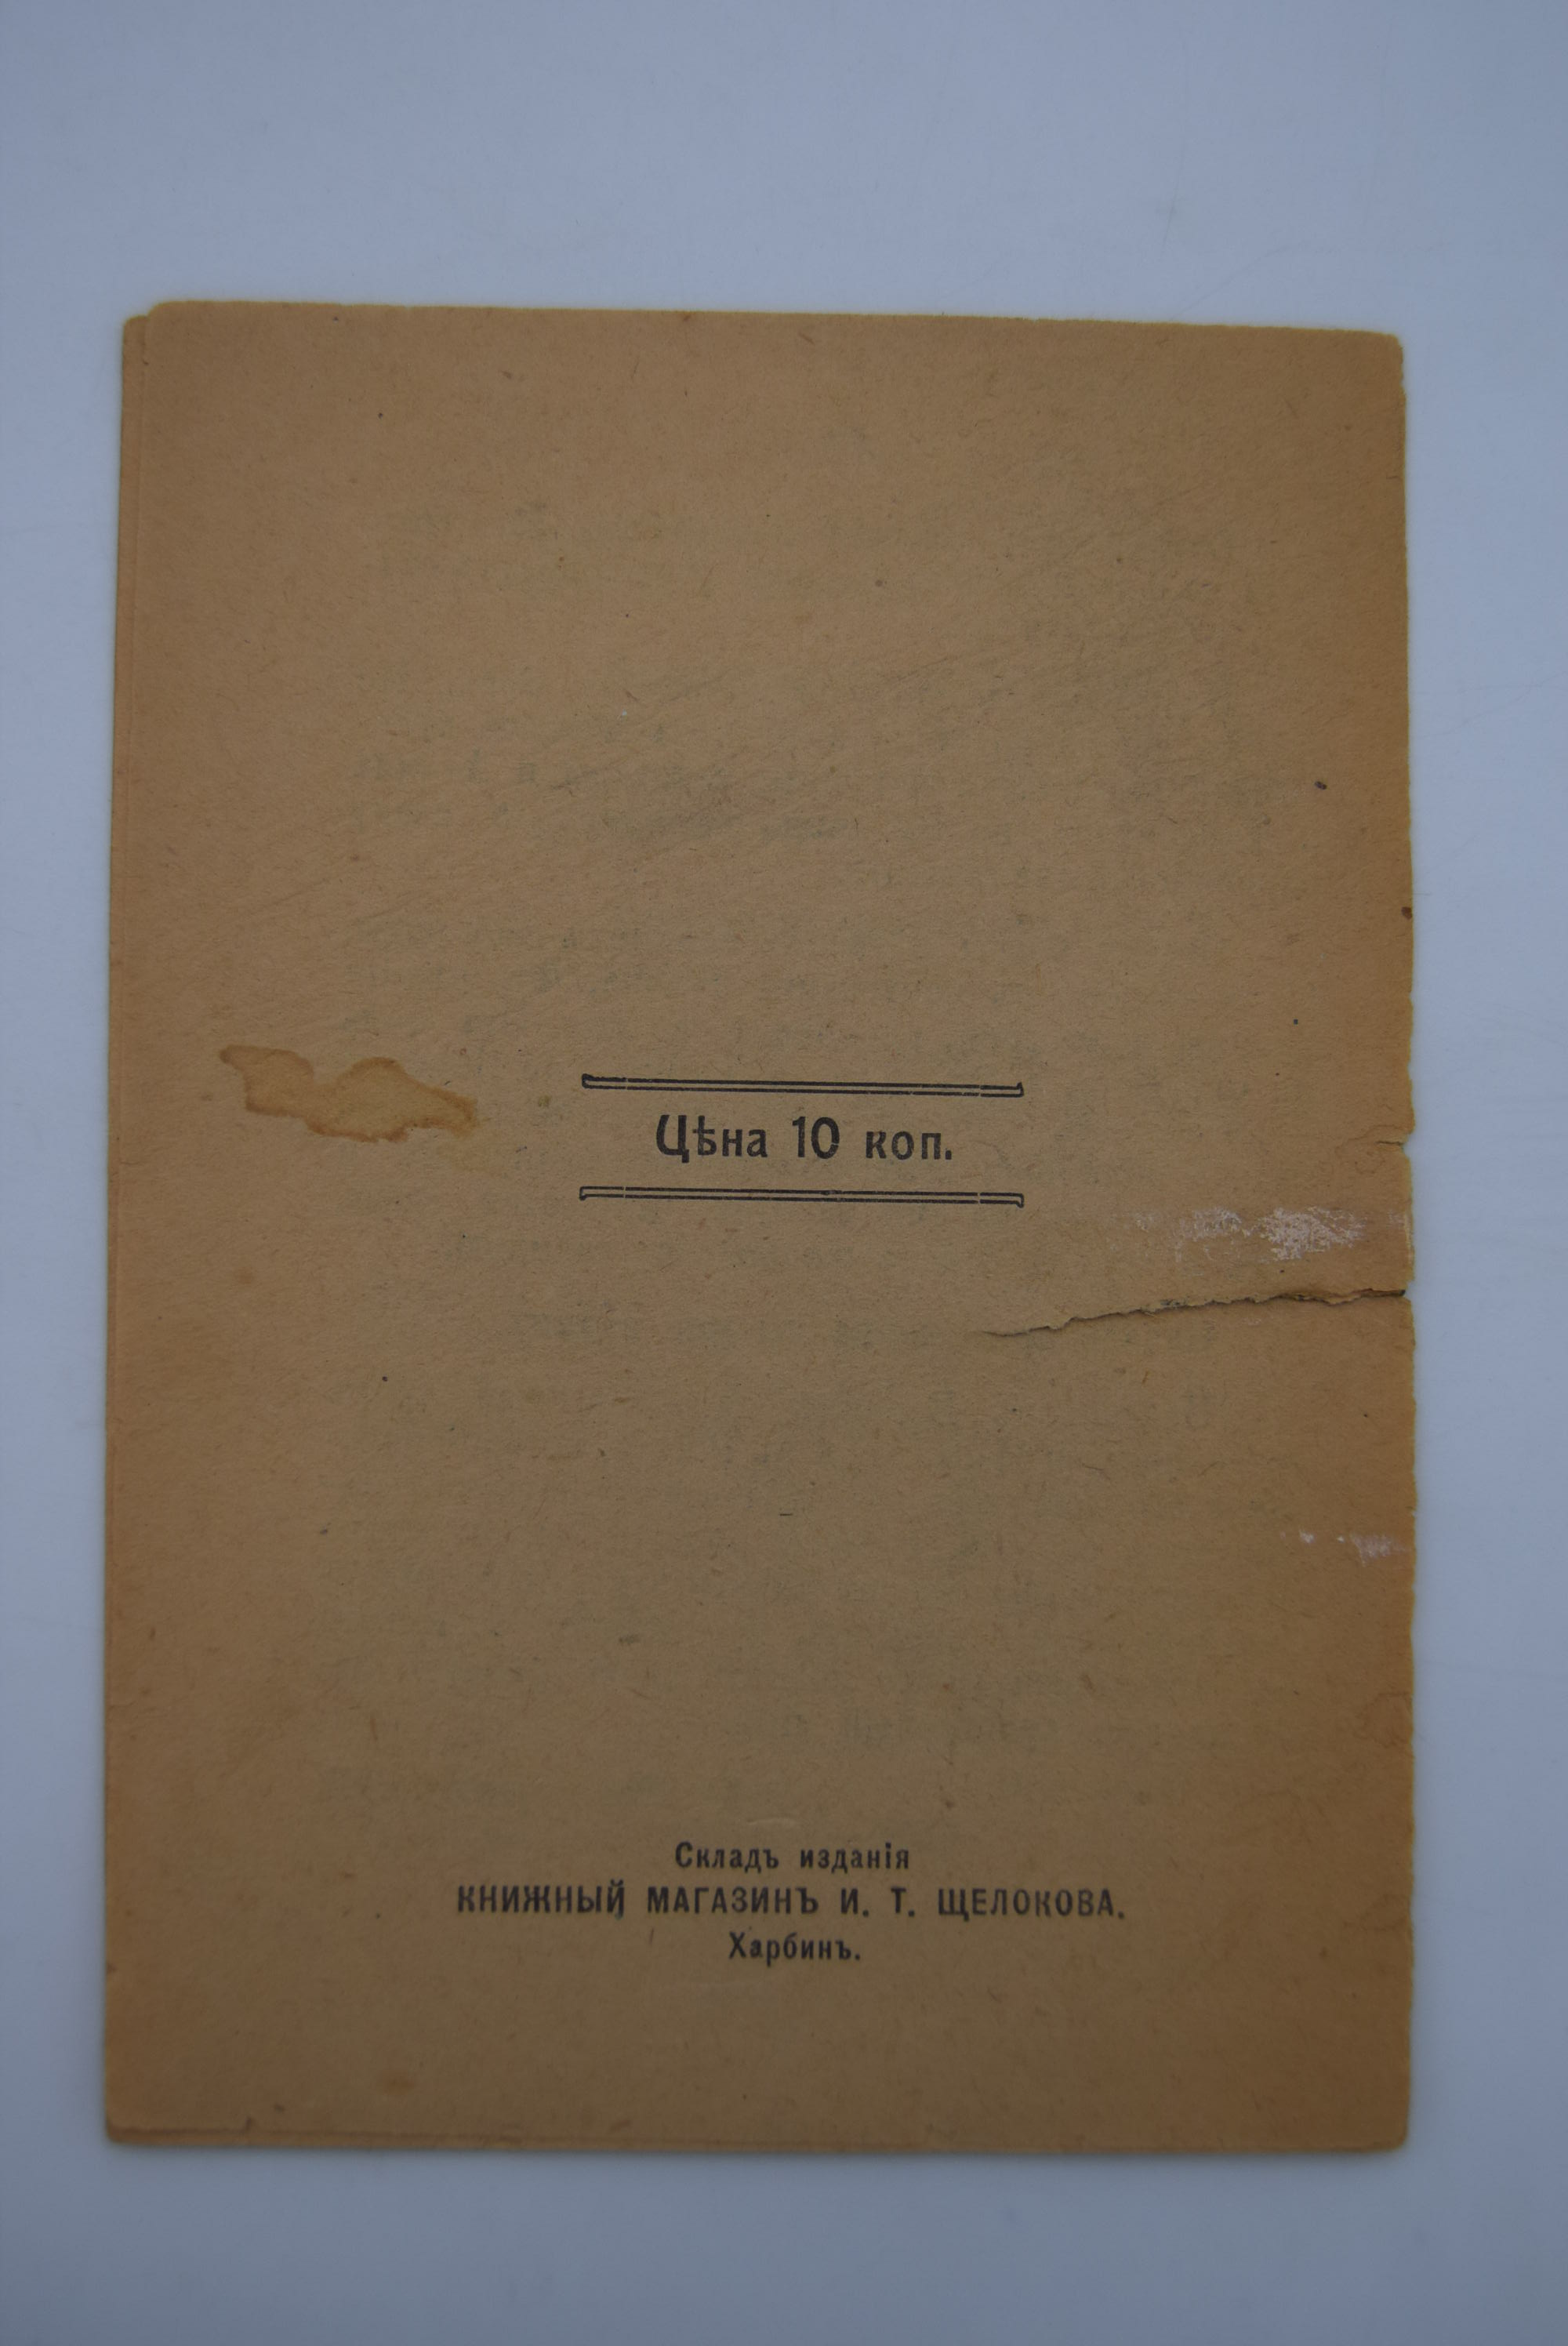 Цѣна 10 коп.
Складъ изданія
КНИЖНЫЙ МАГАЗИНЪ И. Т. ЩЕЛОКОВА.
Харбинъ.